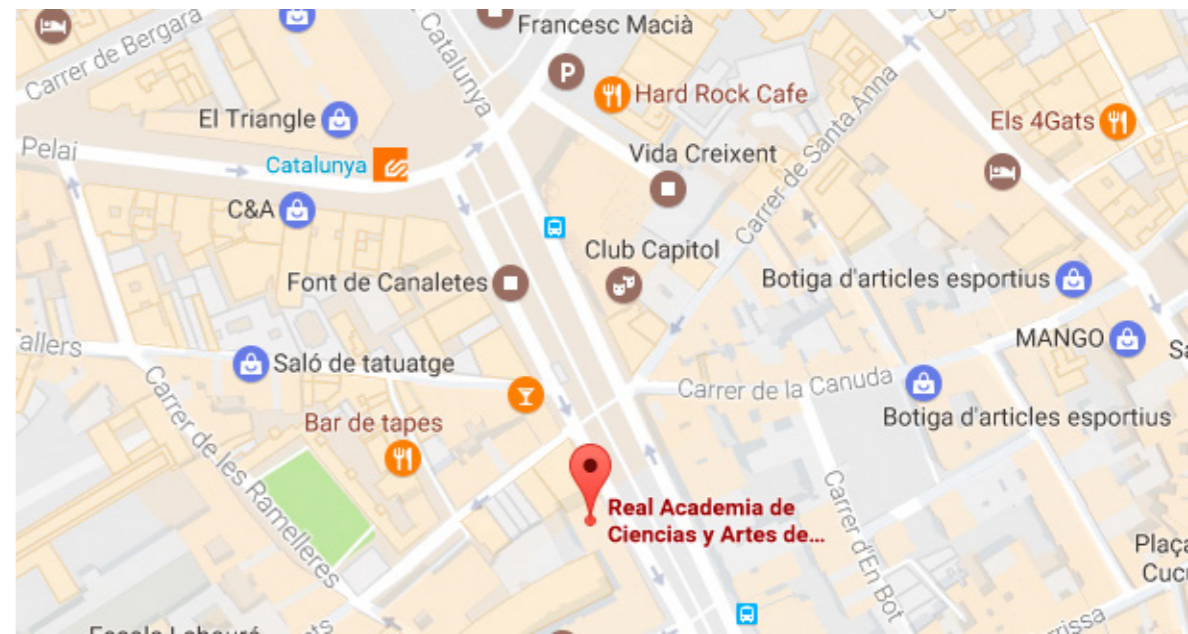 Carrer de Bergara
Catalunya
Francesc Macià
P
Hard Rock Cafe
El Triangle
Els 4Gats
Pelai
Catalunya
Vida Creixent
Carrer de Santa Anna
C&A
Club Capitol
Font de Canaletes
Botiga d'articles esportius
MANGO
allers
Saló de tatuatge
Sa
Carrer de la Canuda
Bar de tapes
Botiga d'articles esportius
Carrer de les Ramelleres
Real Academia de
Ciencias y Artes de...
Carrer d'En Bot
Plaça
Cucu